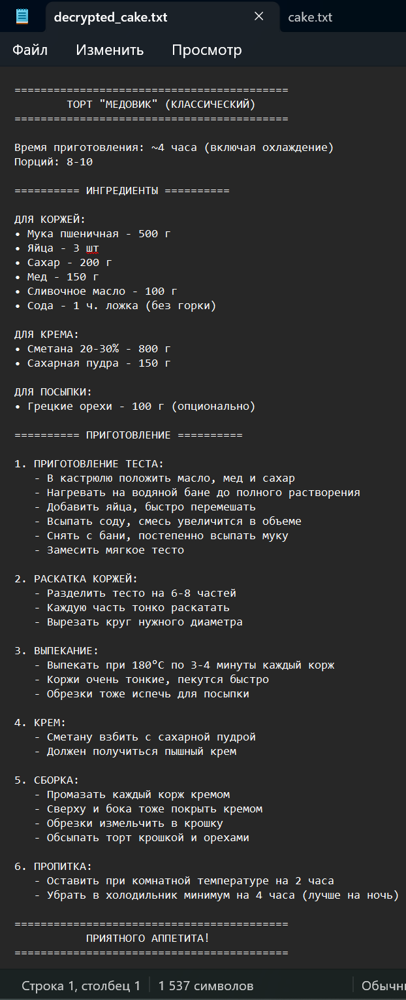 decrypted_cake.txt
cake.txt
Файл Изменить Просмотр
==========================================
ТОРТ "МЕДОВИК" (КЛАССИЧЕСКИЙ)
==========================================
Время приготовления: ~4 часа (включая охлаждение)
Порций: 8-10
========== ИНГРЕДИЕНТЫ ==========
ДЛЯ КОРЖЕЙ:
• Мука пшеничная - 500 г
• Яйца - 3 шт
• Сахар - 200 г
• Мед - 150 г
• Сливочное масло - 100 г
• Сода - 1 ч. ложка (без горки)
ДЛЯ КРЕМА:
• Сметана 20-30% - 800 г
• Сахарная пудра - 150 г
ДЛЯ ПОСЫПКИ:
• Грецкие орехи - 100 г (опционально)
========== ПРИГОТОВЛЕНИЕ ==========
1. ПРИГОТОВЛЕНИЕ ТЕСТА:
- В кастрюлю положить масло, мед и сахар
- Нагревать на водяной бане до полного растворения
- Добавить яйца, быстро перемешать
- Всыпать соду, смесь увеличится в объеме
- Снять с бани, постепенно всыпать муку
- Замесить мягкое тесто
2. РАСКАТКА КОРЖЕЙ:
- Разделить тесто на 6-8 частей
- Каждую часть тонко раскатать
- Вырезать круг нужного диаметра
3. ВЫПЕКАНИЕ:
- Выпекать при 180°C по 3-4 минуты каждый корж
- Коржи очень тонкие, пекутся быстро
- Обрезки тоже испечь для посыпки
4. КРЕМ:
- Сметану взбить с сахарной пудрой
- Должен получиться пышный крем
5. СБОРКА:
- Промазать каждый корж кремом
- Сверху и бока тоже покрыть кремом
- Обрезки измельчить в крошку
- Обсыпать торт крошкой и орехами
6. ПРОПИТКА:
- Оставить при комнатной температуре на 2 часа
- Убрать в холодильник минимум на 4 часа (лучше на ночь)
==========================================
ПРИЯТНОГО АППЕТИТА!
==========================================
Строка 1, столбец 1 1 537 символов